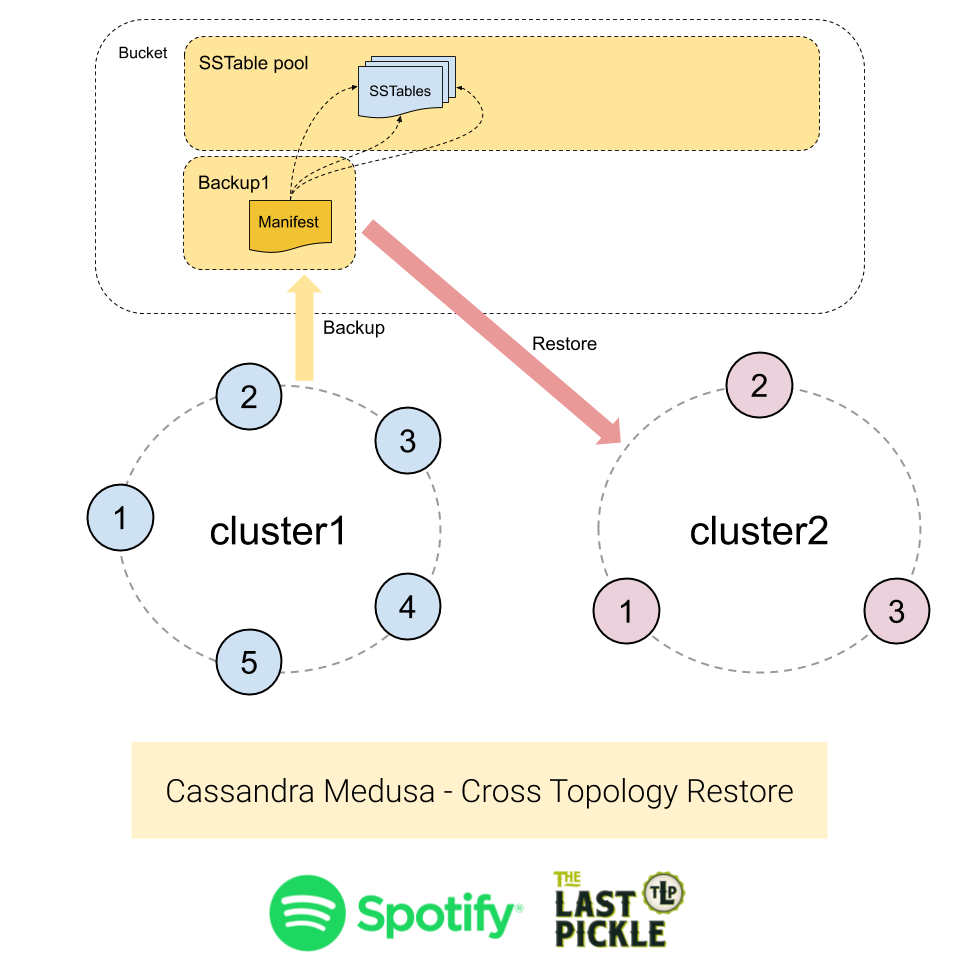 Bucket
SSTable pool
SSTables
Backup1
Manifest
Backup
Restore
2
3
1
cluster1
4
5
2
cluster2
1
3
Cassandra Medusa - Cross Topology Restore
Spotify®
THE
LAST
PICKLE
TLP